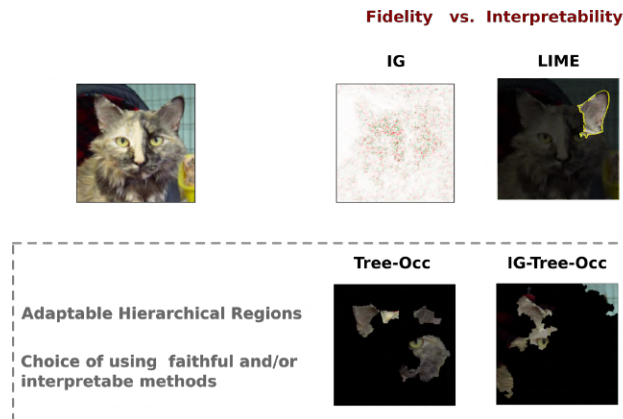 Fidelity vs. Interpretability
IG
LIME
Tree-Occ
IG-Tree-Occ
Adaptable Hierarchical Regions
Choice of using faithful and/or
interpretabe methods